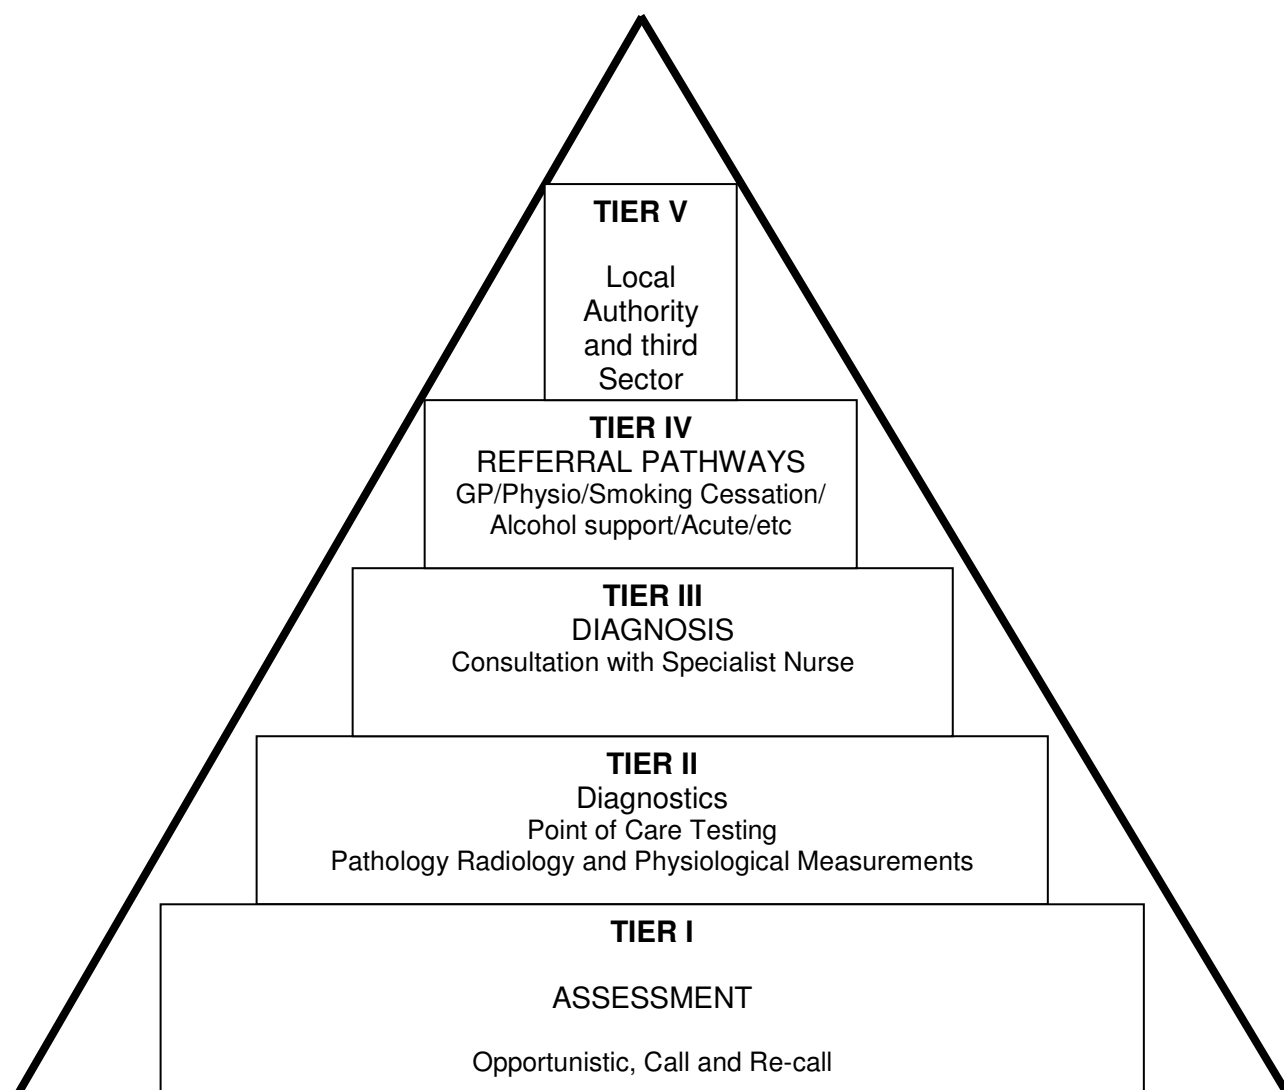 TIER V
Local
Authority
and third
Sector
TIER IV
REFERRAL PATHWAYS
GP/Physio/Smoking Cessation/
Alcohol support/Acute/etc
TIER III
DIAGNOSIS
Consultation with Specialist Nurse
TIER II
Diagnostics
Point of Care Testing
Pathology Radiology and Physiological Measurements
TIER I
ASSESSMENT
Opportunistic, Call and Re-call